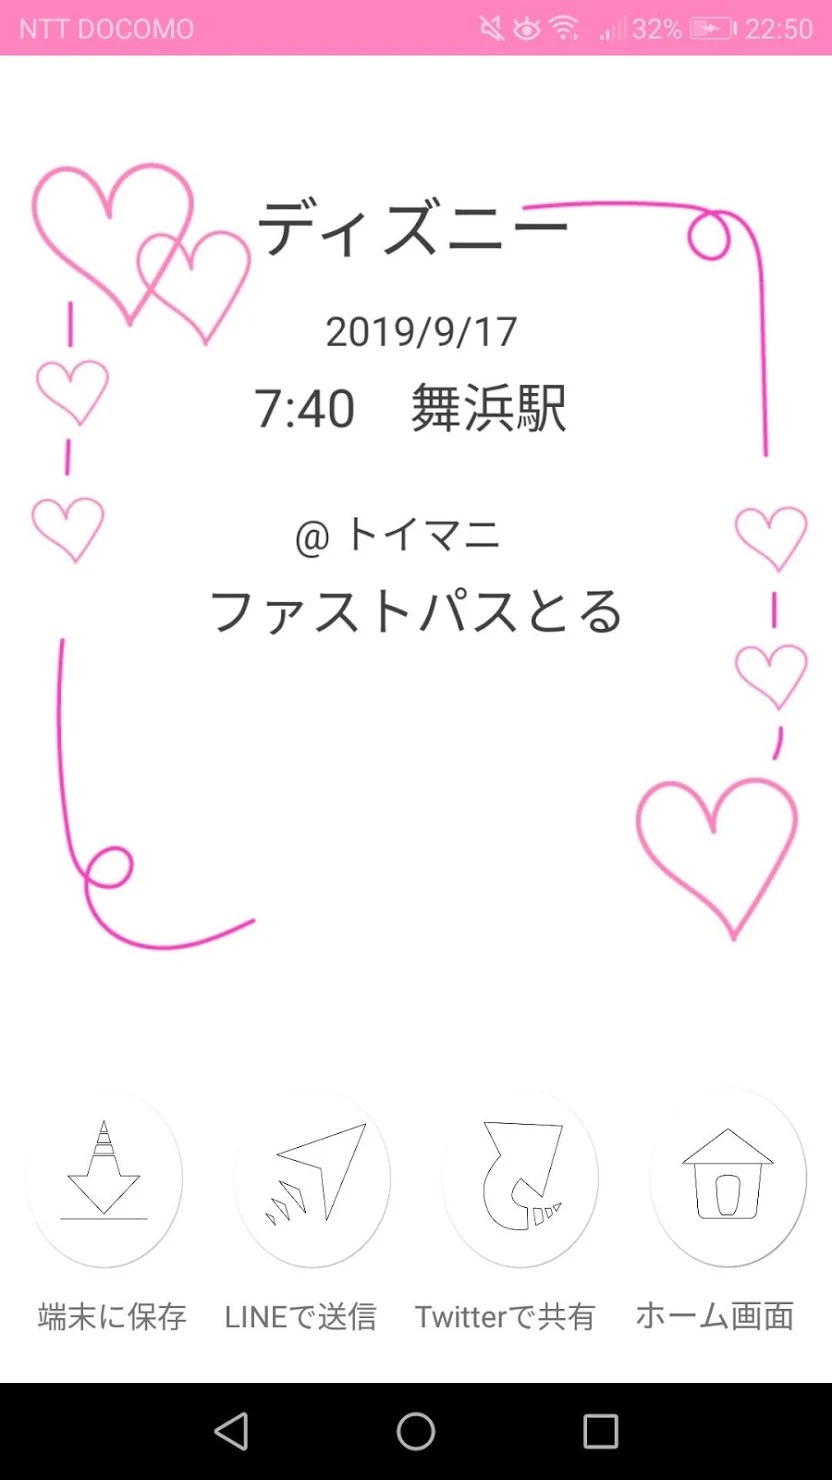 NTT DOCOMO 32% 22:50
ディズニー
2019/9/17
7:40　舞浜駅
@ トイマニ
ファストパスとる
端末に保存 LINEで送信 Twitterで共有 ホーム画面